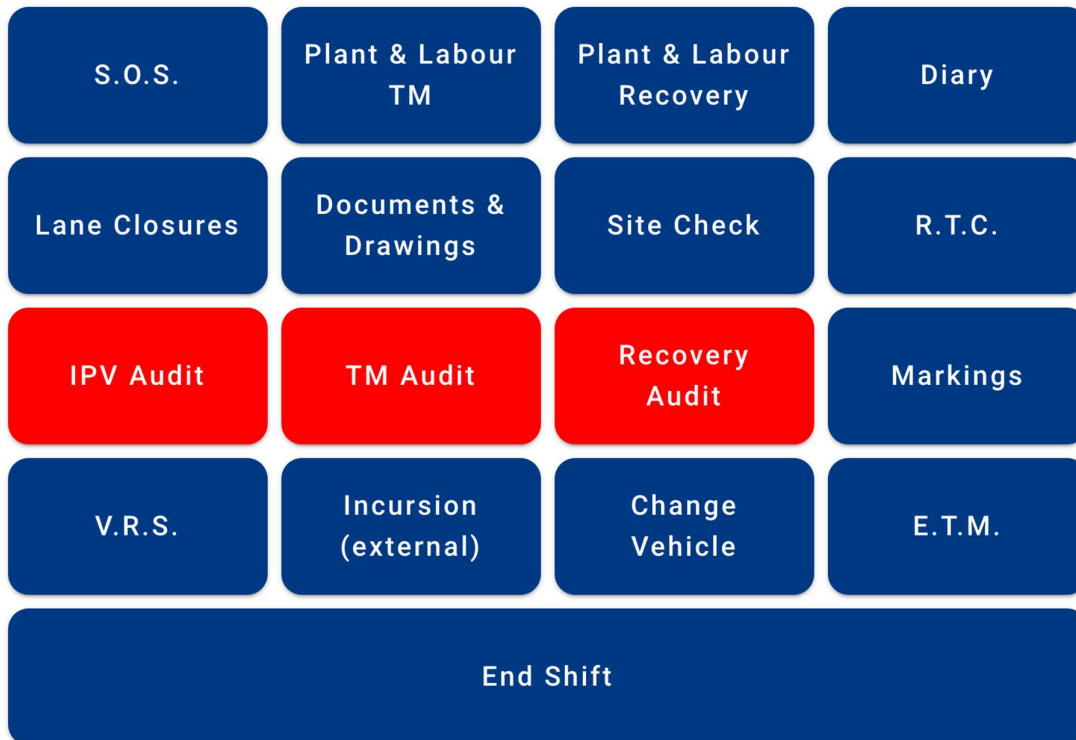 S.O.S.
Plant & Labour
TM
Plant & Labour
Recovery
Diary
Lane Closures
Documents &
Drawings
Site Check
R.T.C.
IPV Audit
TM Audit
Recovery
Audit
Markings
V.R.S.
Incursion
(external)
Change
Vehicle
E.T.M.
End Shift